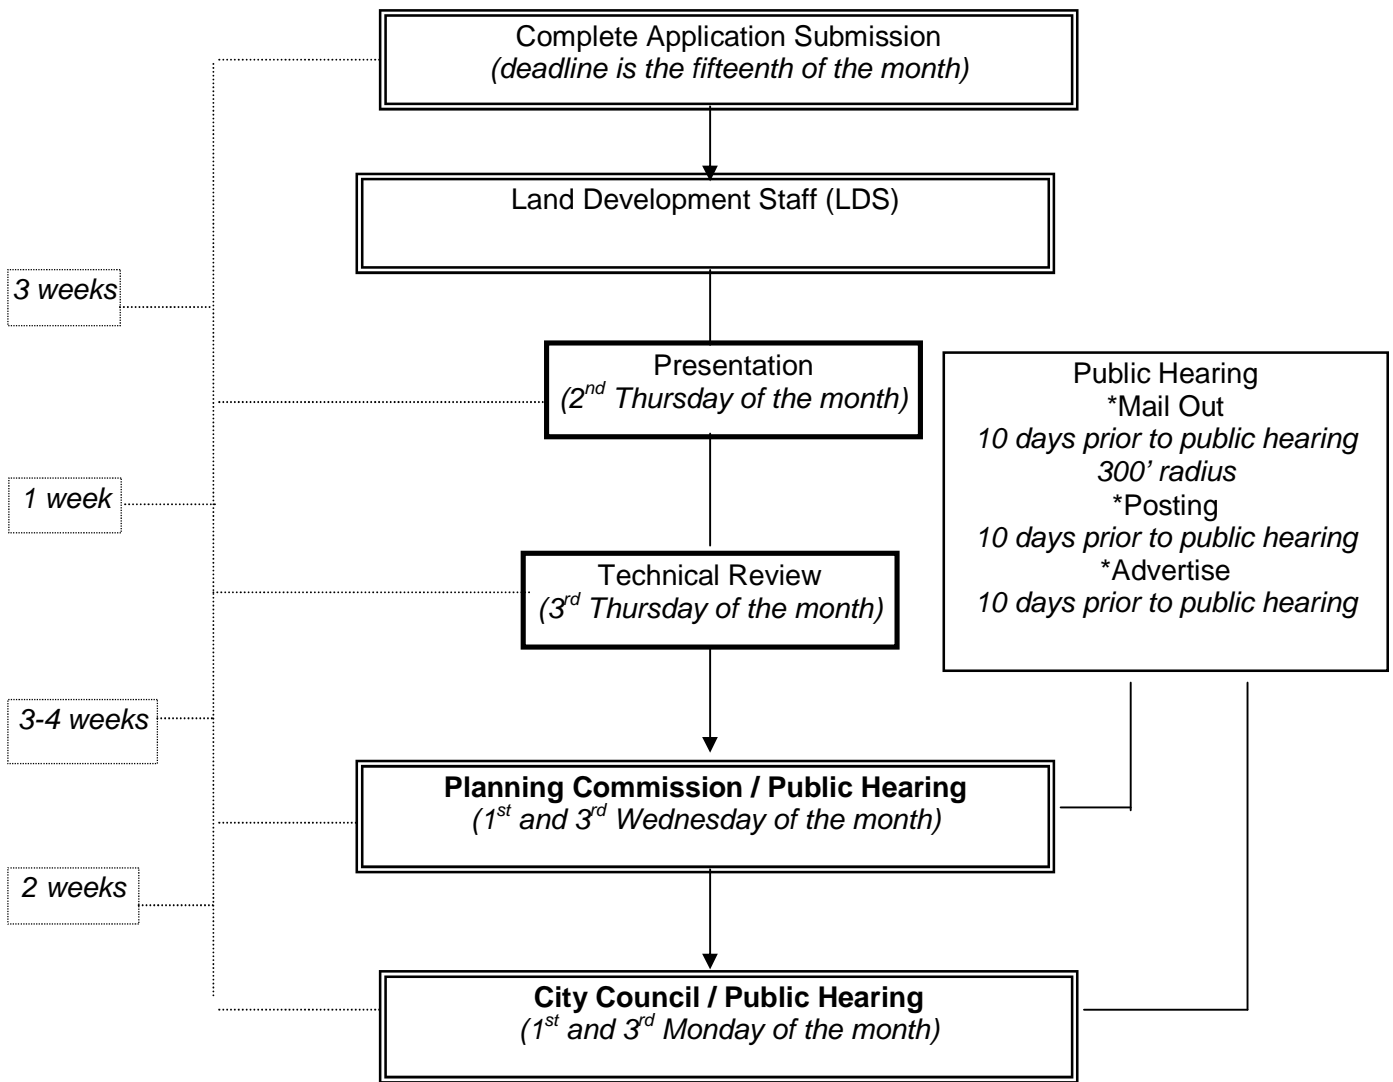 Complete Application Submission
(deadline is the fifteenth of the month)
Land Development Staff (LDS)
3 weeks
Presentation
(2nd Thursday of the month)
Public Hearing
*Mail Out
10 days prior to public hearing
300’ radius
*Posting
10 days prior to public hearing
*Advertise
10 days prior to public hearing
1 week
Technical Review
(3rd Thursday of the month)
3-4 weeks
Planning Commission / Public Hearing
(1st and 3rd Wednesday of the month)
2 weeks
City Council / Public Hearing
(1st and 3rd Monday of the month)